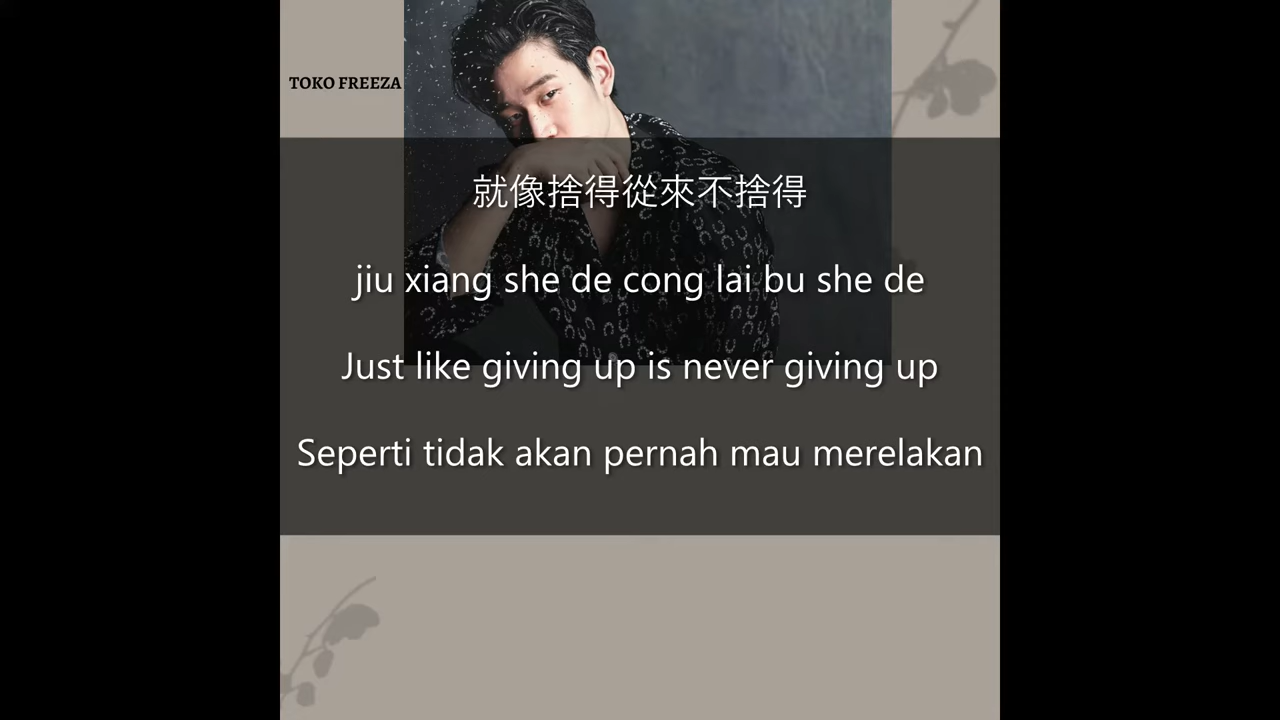 TOKO FREEZA
就像捨得從來不捨得
jiu xiang she de cong lai bu she de
Just like giving up is never giving up
Seperti tidak akan pernah mau merelakan